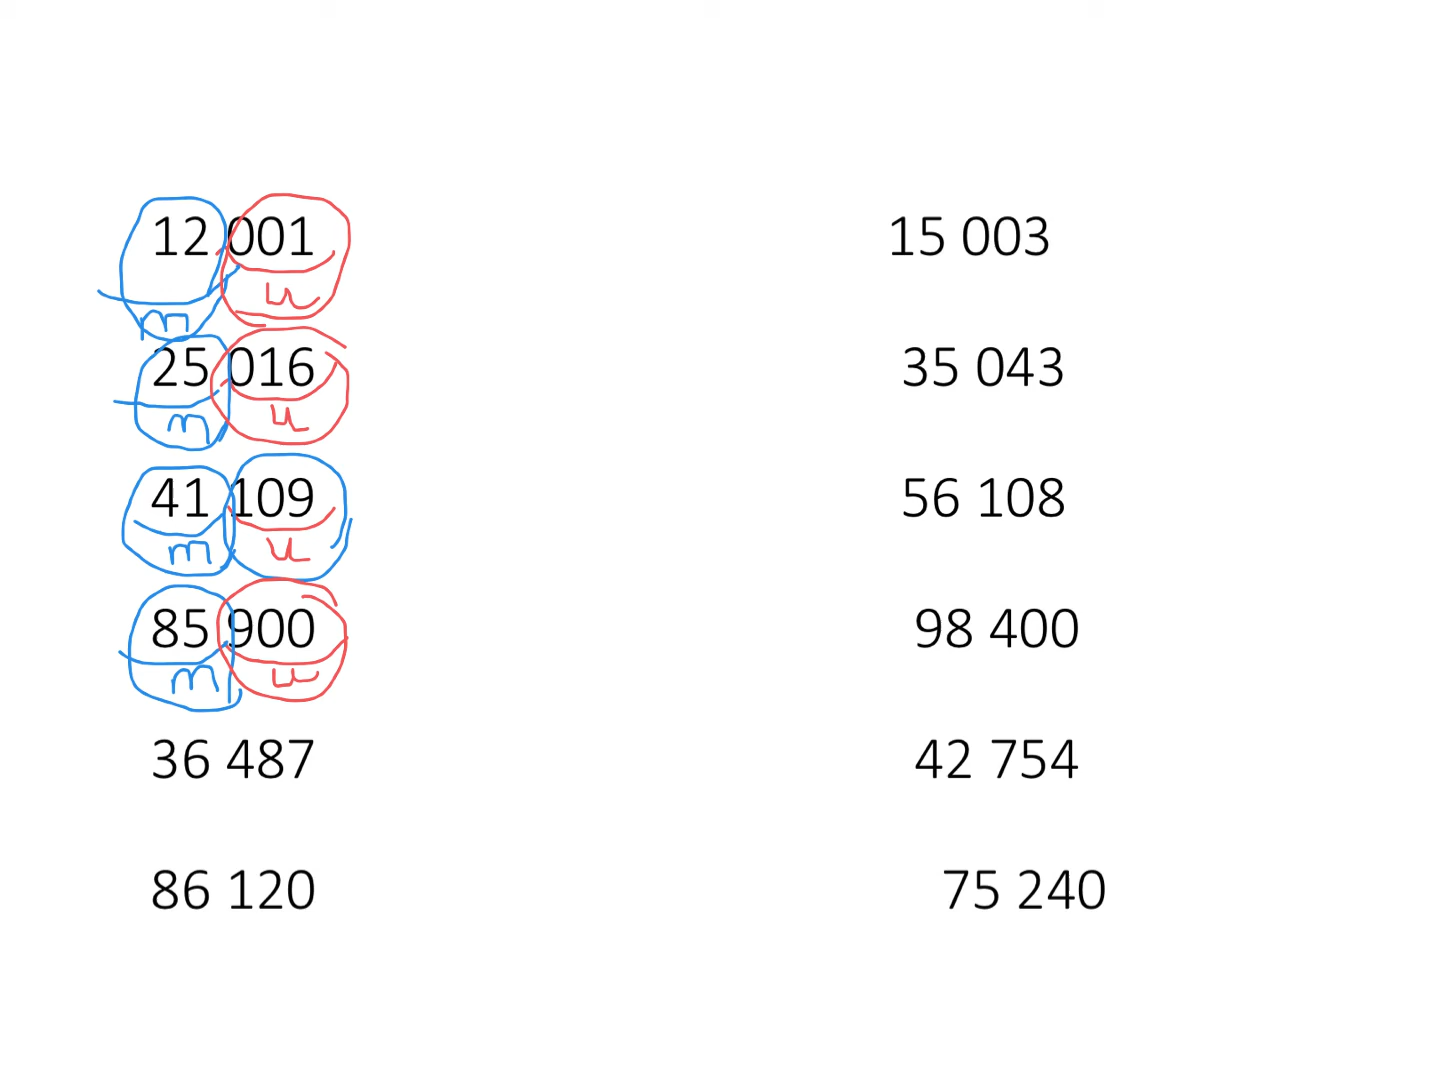 12 001 15 003
m u
25 016 35 043
m u
41 109 56 108
m u
85 900 98 400
m u
36 487 42 754
86 120 75 240